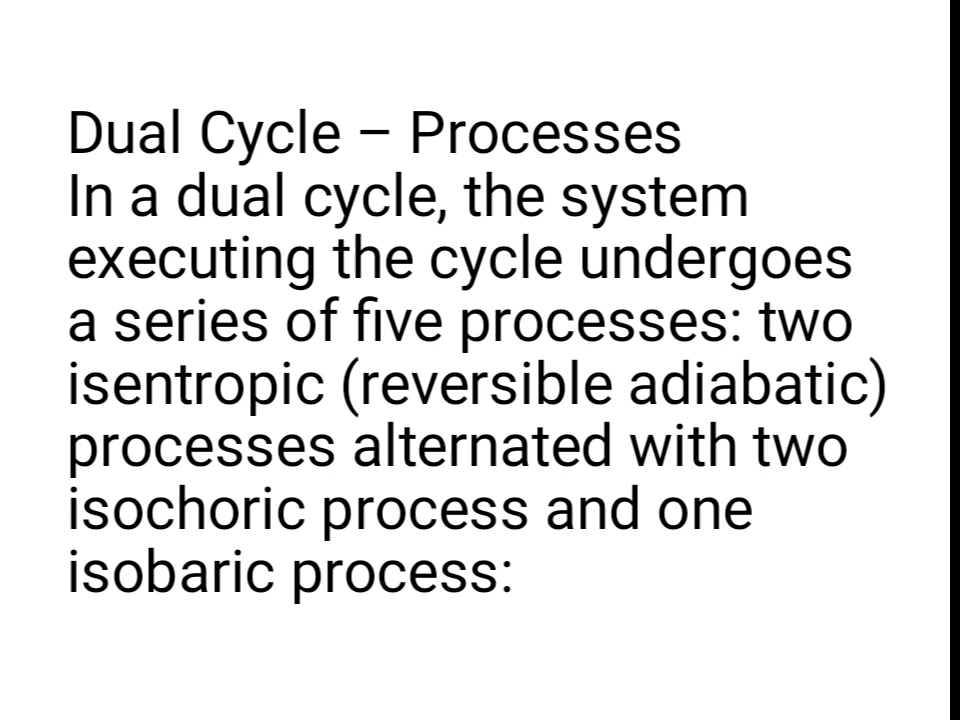 Dual Cycle – Processes
In a dual cycle, the system
executing the cycle undergoes
a series of five processes: two
isentropic (reversible adiabatic)
processes alternated with two
isochoric process and one
isobaric process: